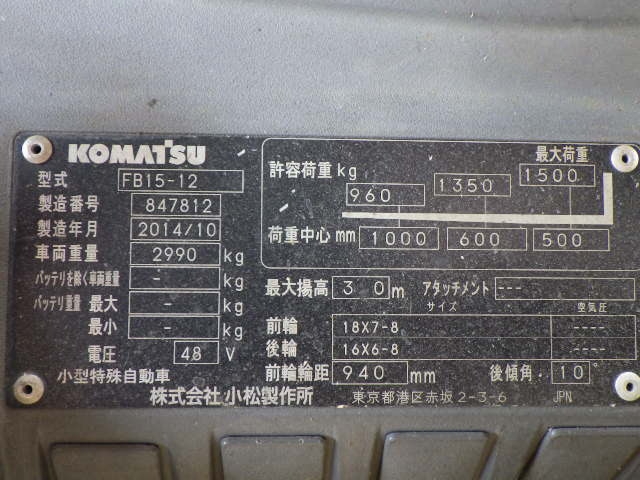 KOMATSU
型式 FB15-12
製造番号 847812
製造年月 2014/10
車両重量 2990 kg
バッテリを除く車両重量 - kg
バッテリ重量 最大 - kg
最小 - kg
電圧 48 V
小型特殊自動車
最大荷重
許容荷重 kg 960 1350 1500
荷重中心 mm 1000 600 500
最大揚高 3.0 m アタッチメント ---
サイズ 空気圧
前輪 18X7-8 ----
後輪 16X6-8 ----
前輪輪距 940 mm 後傾角 10°
株式会社 小松製作所 東京都港区赤坂 2-3-6 JPN